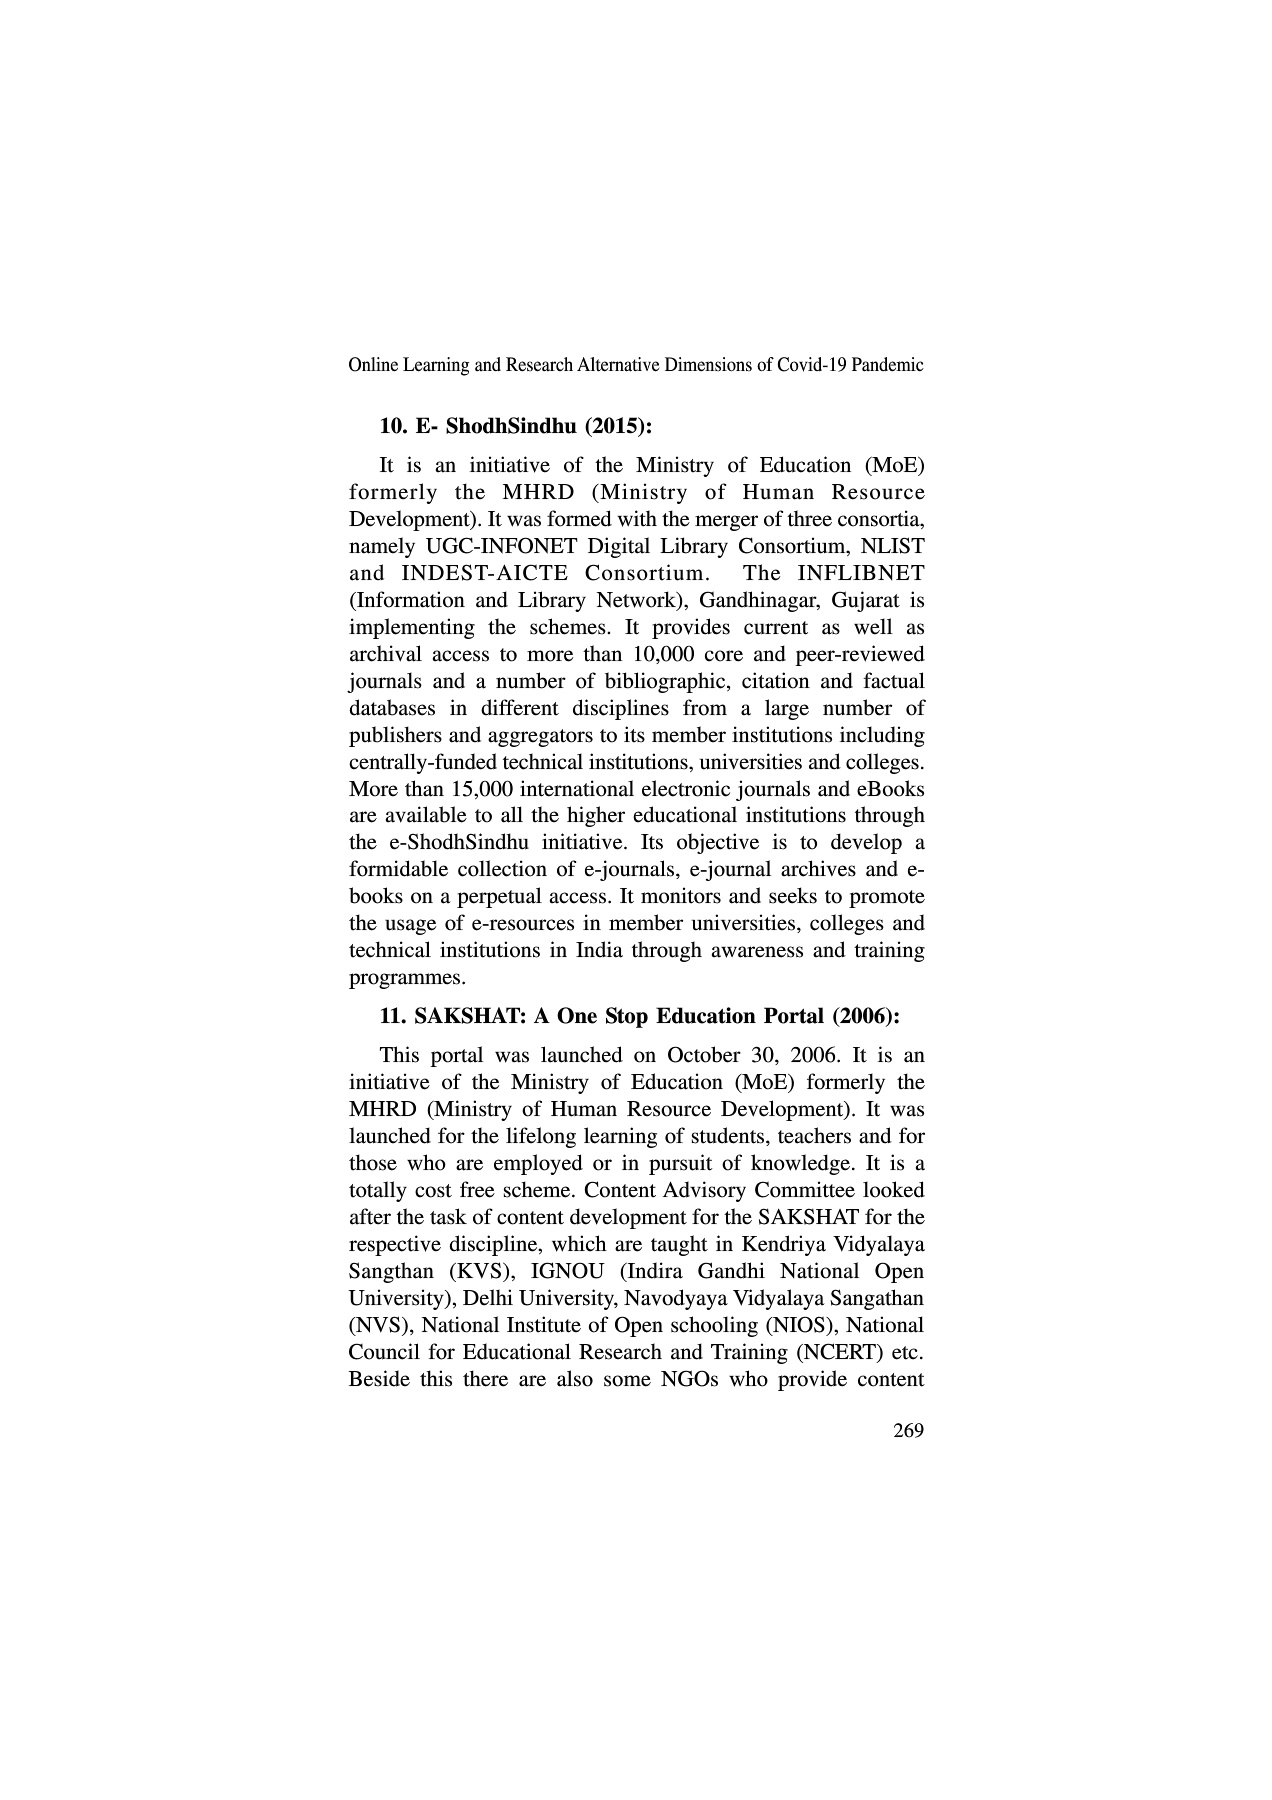 Online Learning and Research Alternative Dimensions of Covid-19 Pandemic
10. E- ShodhSindhu (2015):
It is an initiative of the Ministry of Education (MoE)
formerly the MHRD (Ministry of Human Resource
Development). It was formed with the merger of three consortia,
namely UGC-INFONET Digital Library Consortium, NLIST
and INDEST-AICTE Consortium. The INFLIBNET
(Information and Library Network), Gandhinagar, Gujarat is
implementing the schemes. It provides current as well as
archival access to more than 10,000 core and peer-reviewed
journals and a number of bibliographic, citation and factual
databases in different disciplines from a large number of
publishers and aggregators to its member institutions including
centrally-funded technical institutions, universities and colleges.
More than 15,000 international electronic journals and eBooks
are available to all the higher educational institutions through
the e-ShodhSindhu initiative. Its objective is to develop a
formidable collection of e-journals, e-journal archives and e-
books on a perpetual access. It monitors and seeks to promote
the usage of e-resources in member universities, colleges and
technical institutions in India through awareness and training
programmes.
11. SAKSHAT: A One Stop Education Portal (2006):
This portal was launched on October 30, 2006. It is an
initiative of the Ministry of Education (MoE) formerly the
MHRD (Ministry of Human Resource Development). It was
launched for the lifelong learning of students, teachers and for
those who are employed or in pursuit of knowledge. It is a
totally cost free scheme. Content Advisory Committee looked
after the task of content development for the SAKSHAT for the
respective discipline, which are taught in Kendriya Vidyalaya
Sangthan (KVS), IGNOU (Indira Gandhi National Open
University), Delhi University, Navodyaya Vidyalaya Sangathan
(NVS), National Institute of Open schooling (NIOS), National
Council for Educational Research and Training (NCERT) etc.
Beside this there are also some NGOs who provide content
269